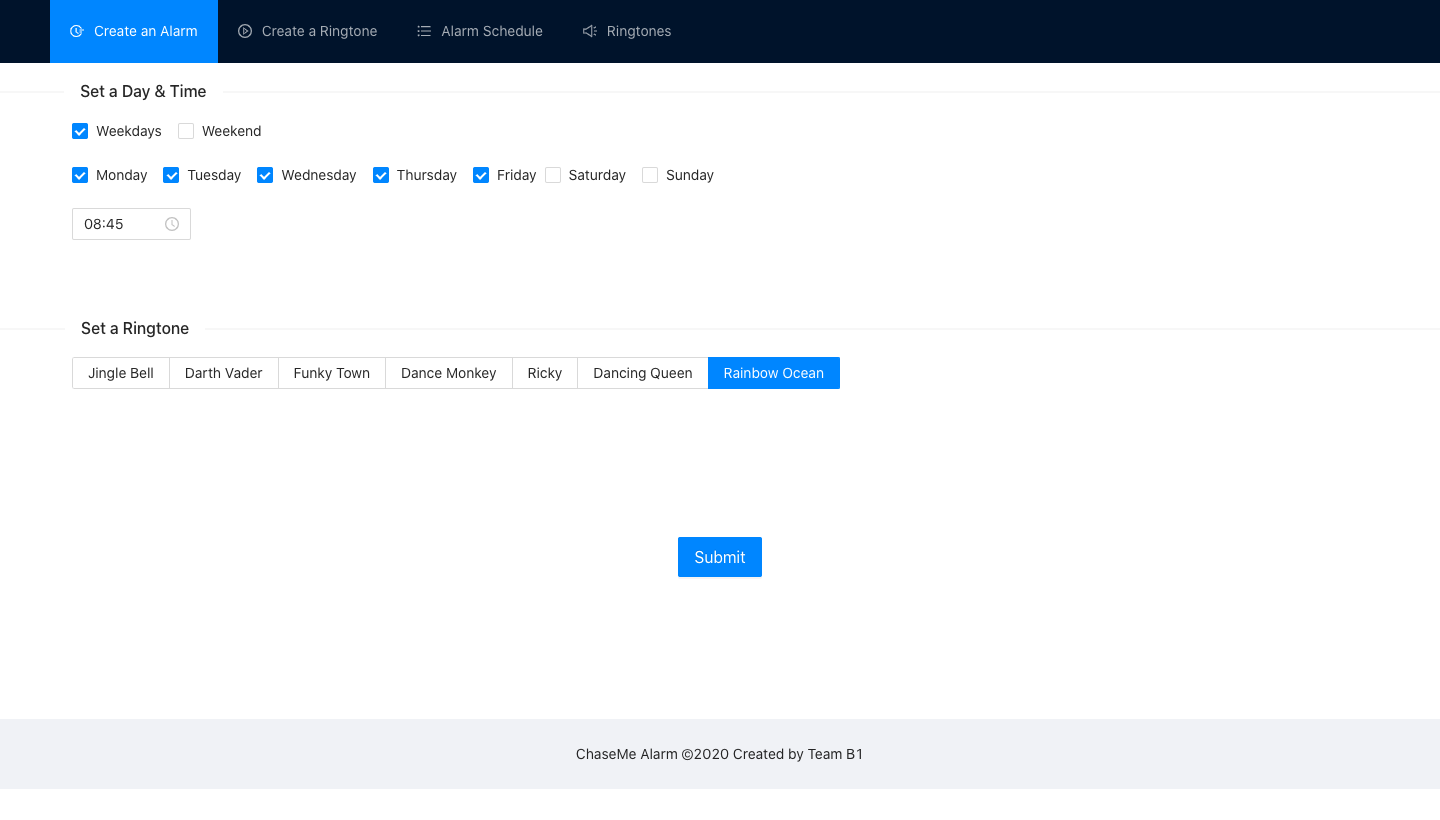 Create an Alarm Create a Ringtone Alarm Schedule Ringtones
Set a Day & Time
Weekdays Weekend
Monday Tuesday Wednesday Thursday Friday Saturday Sunday
08:45
Set a Ringtone
Jingle Bell Darth Vader Funky Town Dance Monkey Ricky Dancing Queen Rainbow Ocean
Submit
ChaseMe Alarm ©2020 Created by Team B1